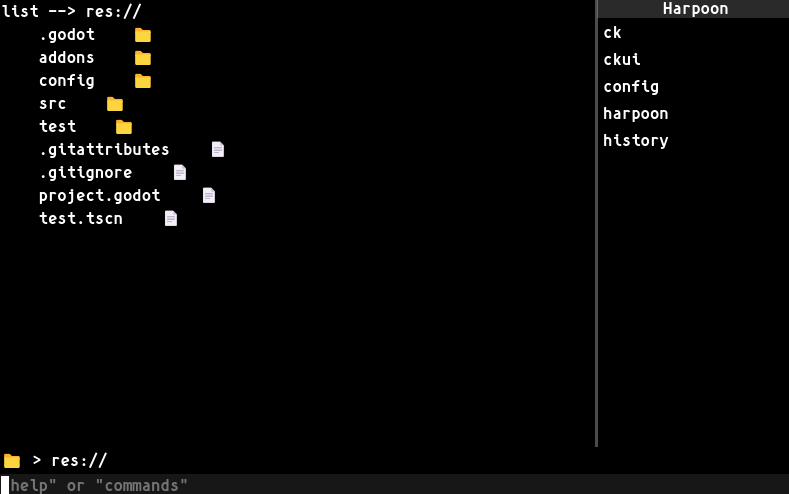 list --> res://
.godot
addons
config
src
test
.gitattributes
.gitignore
project.godot
test.tscn
Harpoon
ck
ckui
config
harpoon
history
> res://
help" or "commands"